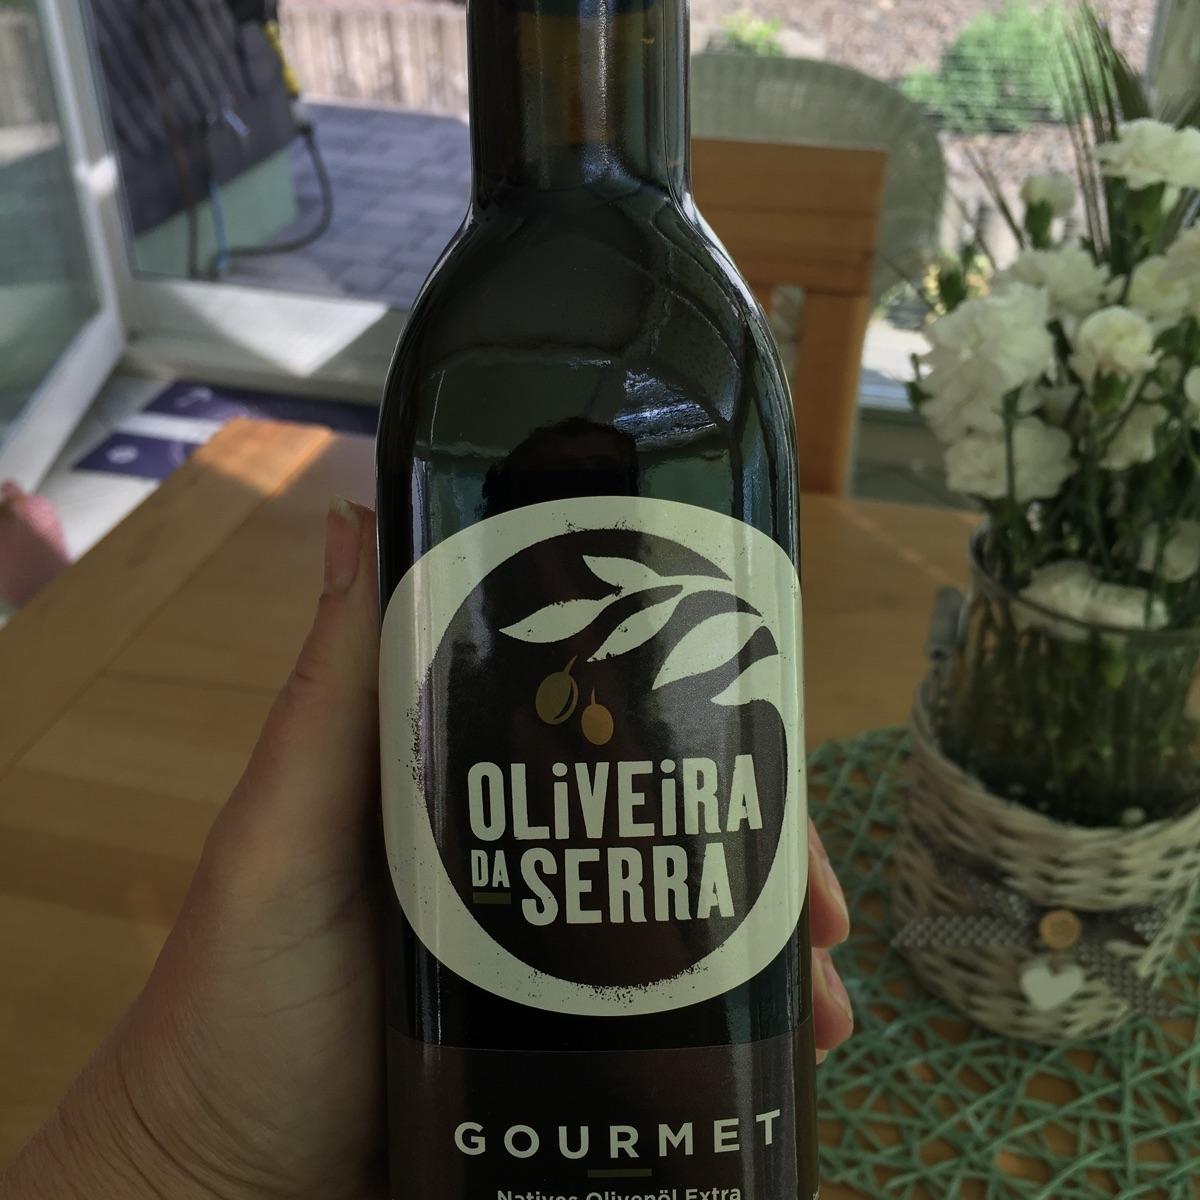 OLiVEiRA
DA SERRA
GOURMET
Natives Olivenöl Extra